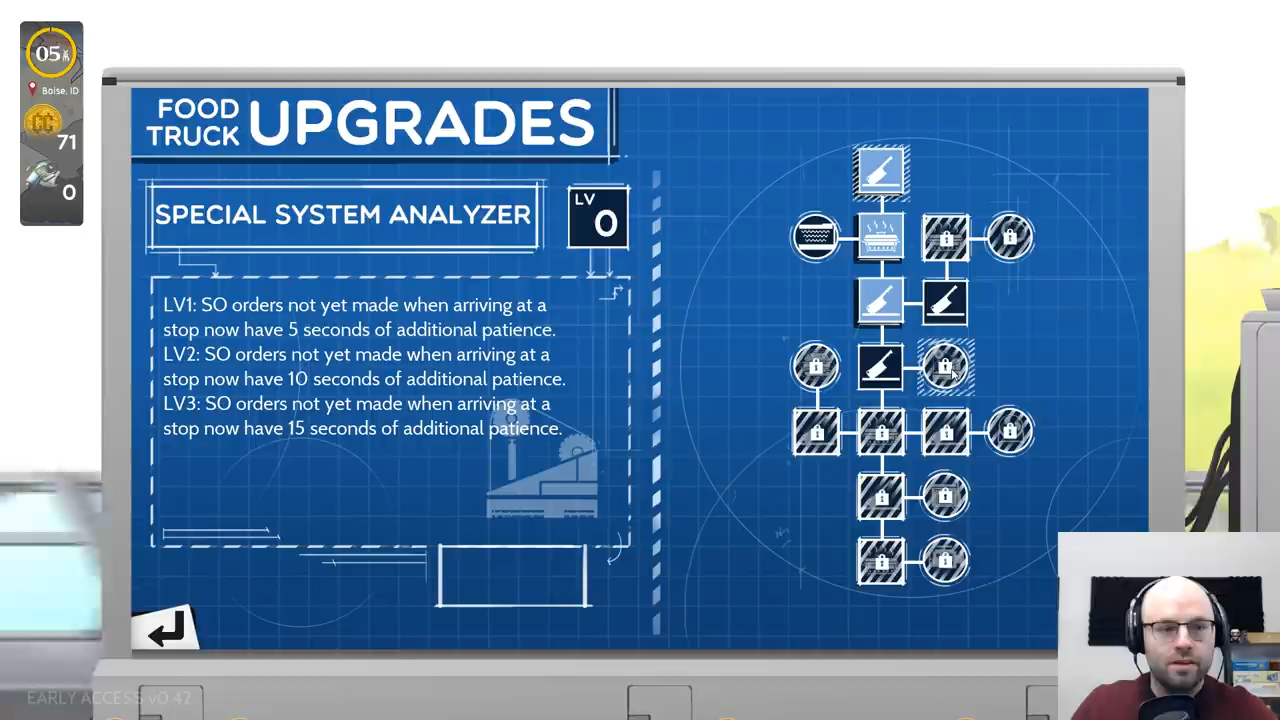 05
Boise, ID
CC
71
0
FOOD
TRUCK
UPGRADES
SPECIAL SYSTEM ANALYZER
LV
0
LV1: SO orders not yet made when arriving at a
stop now have 5 seconds of additional patience.
LV2: SO orders not yet made when arriving at a
stop now have 10 seconds of additional patience.
LV3: SO orders not yet made when arriving at a
stop now have 15 seconds of additional patience.
EARLY ACCESS v0.42